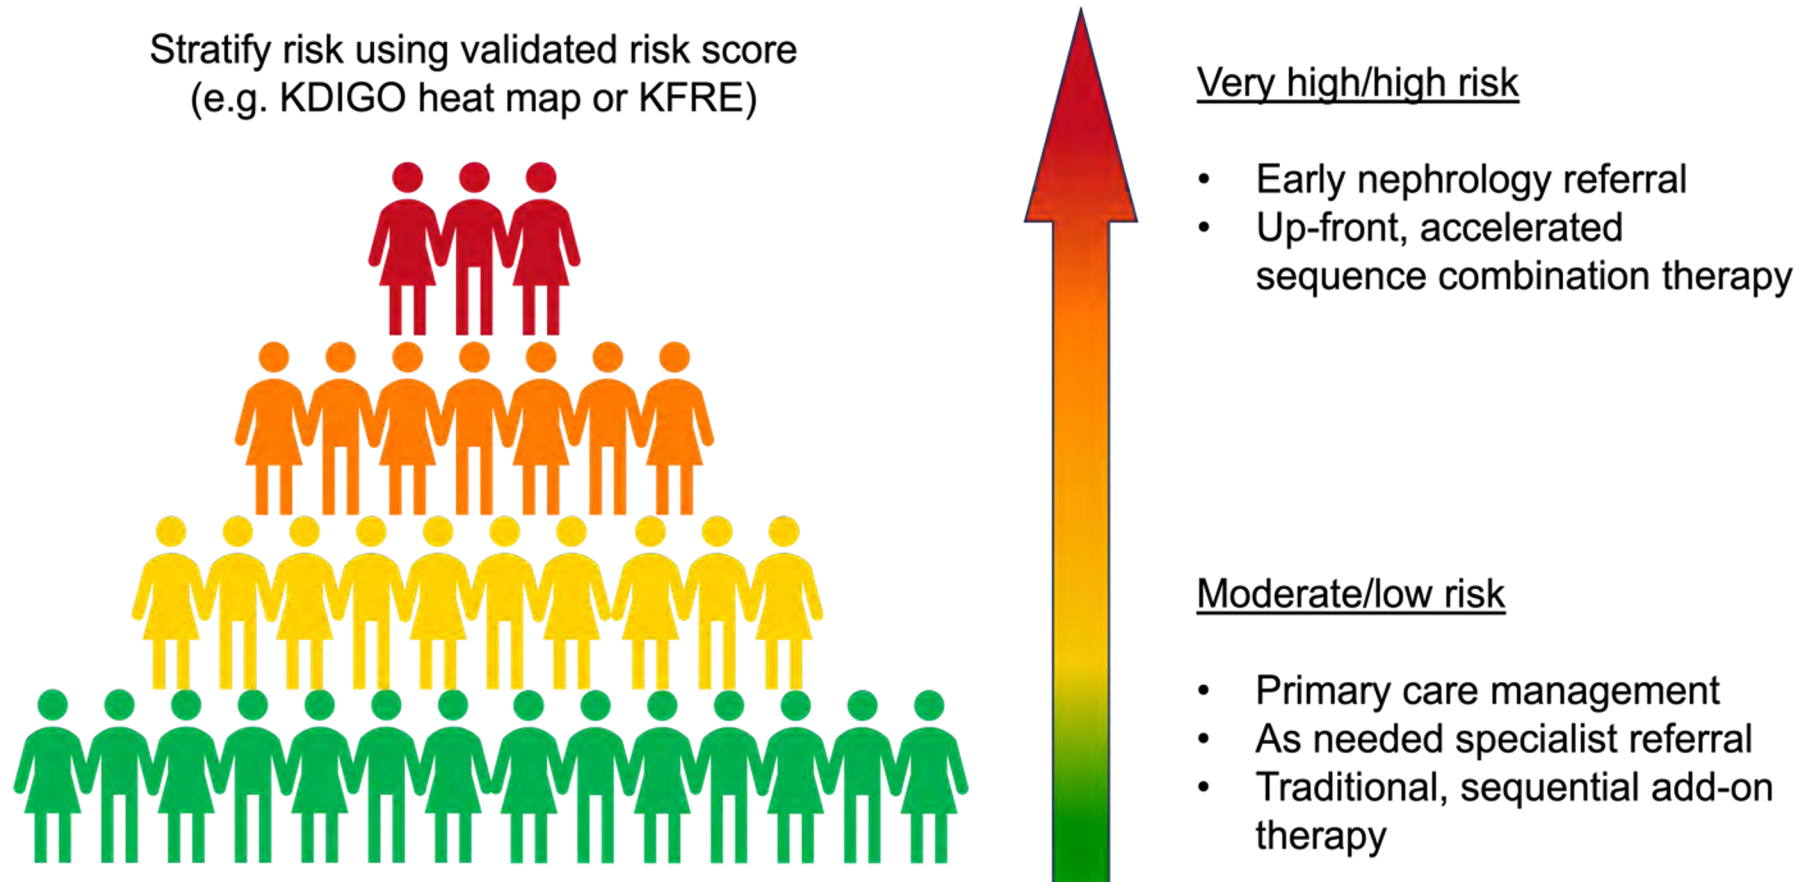 Stratify risk using validated risk score
(e.g. KDIGO heat map or KFRE)
Very high/high risk
• Early nephrology referral
• Up-front, accelerated
sequence combination therapy
Moderate/low risk
• Primary care management
• As needed specialist referral
• Traditional, sequential add-on
therapy